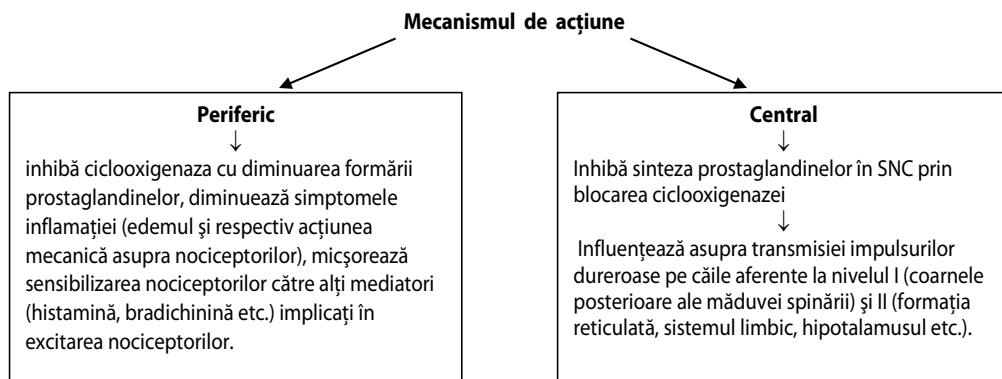 Mecanismul de acțiune
Periferic
↓
inhibă ciclooxigenaza cu diminuarea formării
prostaglandinelor, diminuează simptomele
inflamației (edemul şi respectiv acțiunea
mecanică asupra nociceptorilor), micşorează
sensibilizarea nociceptorilor către alți mediatori
(histamină, bradichinină etc.) implicați în
excitarea nociceptorilor.
Central
↓
Inhibă sinteza prostaglandinelor în SNC prin
blocarea ciclooxigenazei
↓
Influențează asupra transmisiei impulsurilor
dureroase pe căile aferente la nivelul I (coarnele
posterioare ale măduvei spinării) şi II (formația
reticulată, sistemul limbic, hipotalamusul etc.).